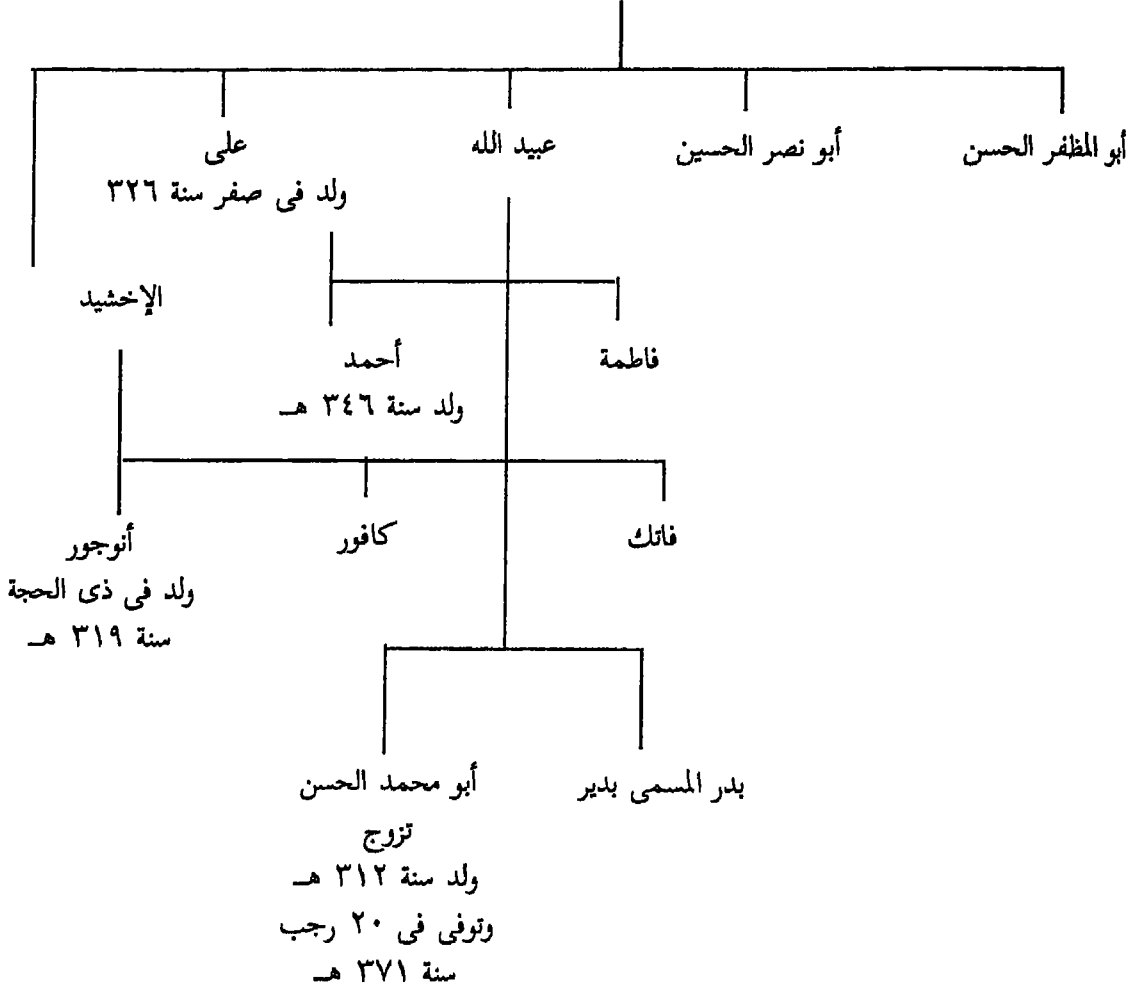 أبو المظفر الحسن
أبو نصر الحسين
عبيد الله
على
ولد فى صفر سنة ٣٢٦
الإخشيد
فاطمة
أحمد
ولد سنة ٣٤٦ هـ
فاتك
كافور
أنوجور
ولد فى ذى الحجة
سنة ٣١٩ هـ
بدر المسمى بدير
أبو محمد الحسن
تزوج
ولد سنة ٣١٢ هـ
وتوفى فى ٢٠ رجب
سنة ٣٧١ هـ